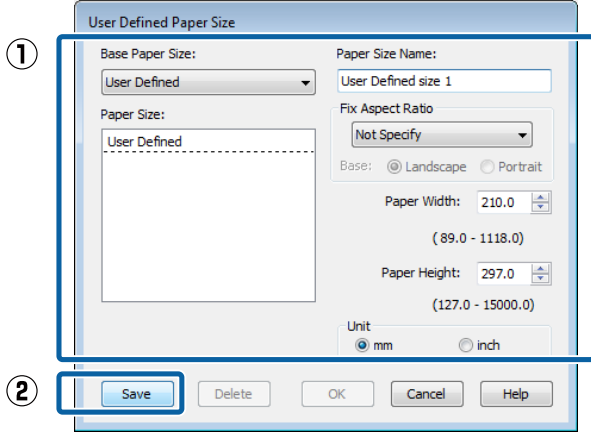 User Defined Paper Size
①
Base Paper Size:
User Defined
Paper Size:
User Defined
Paper Size Name:
User Defined size 1
Fix Aspect Ratio
Not Specify
Base: Landscape Portrait
Paper Width: 210.0
( 89.0 - 1118.0)
Paper Height: 297.0
(127.0 - 15000.0)
Unit
mm inch
②
Save Delete OK Cancel Help